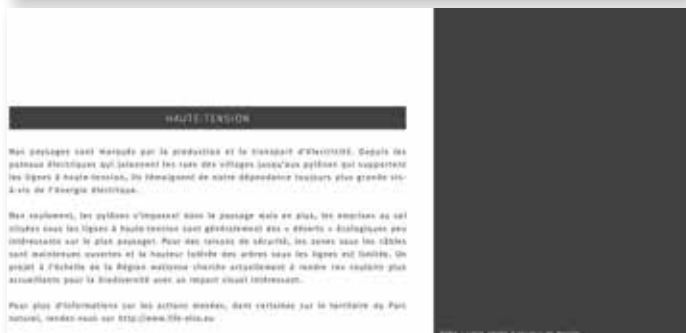 HAUTE-TENSION
Nos paysages sont marqués par la production et le transport d'électricité. Depuis les
poteaux électriques qui jalonnent les rues des villages jusqu'aux pylônes qui supportent
les lignes à haute-tension, ils témoignent de notre dépendance toujours plus grande vis-
à-vis de l'énergie électrique.
Non seulement, les pylônes s'imposent dans le paysage mais en plus, les emprises au sol
situées sous les lignes à haute-tension sont généralement des « déserts » écologiques peu
intéressants sur le plan paysager. Pour des raisons de sécurité, les zones sous les câbles
sont maintenues ouvertes et la hauteur tolérée des arbres sous les lignes est limitée. Un
projet à l'échelle de la Région wallonne cherche actuellement à rendre ces couloirs plus
accueillants pour la biodiversité avec un impact visuel intéressant.
Pour plus d'informations sur les actions menées, dont certaines sur le territoire du Parc
naturel, rendez-vous sur http://www.life-elia.eu